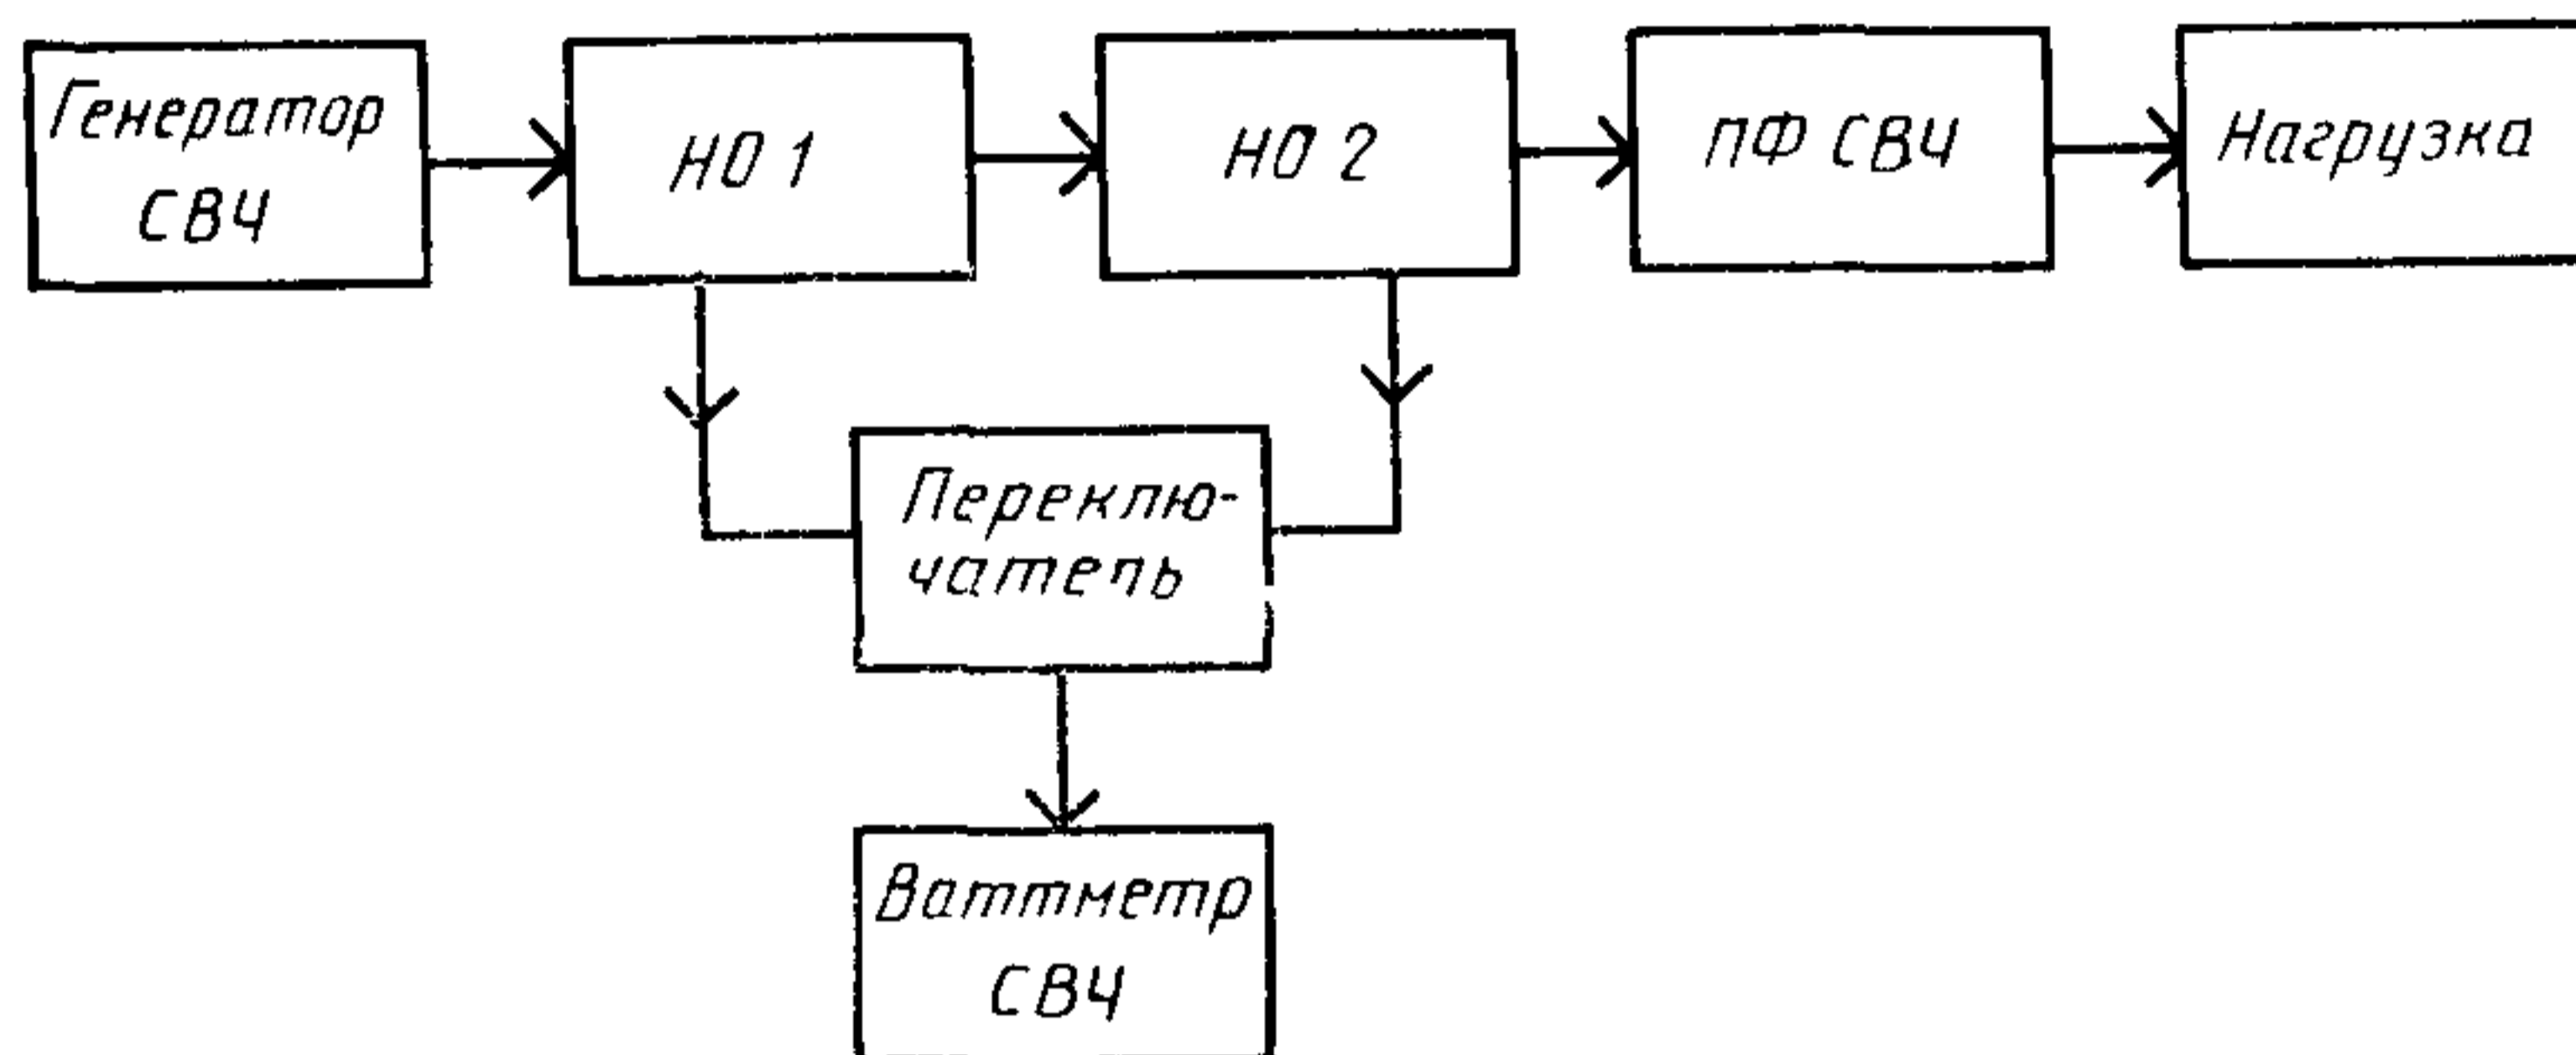 Генератор
СВЧ
НО 1
НО 2
ПФ СВЧ
Нагрузка
Переклю-
чатель
Ваттметр
СВЧ